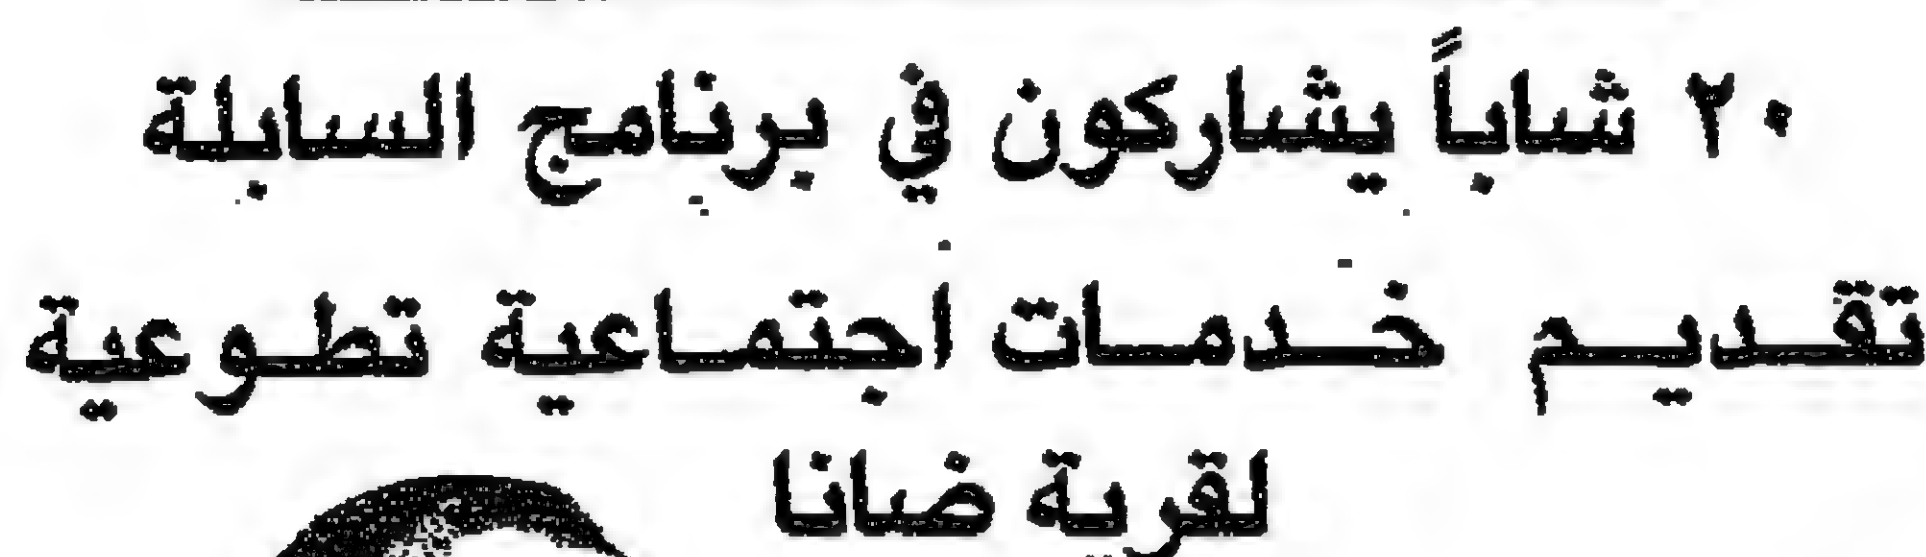 ٢٠ شاباً يشاركون في برنامج السابلة
تقديم خدمات اجتماعية تطوعية
لقرية ضانا